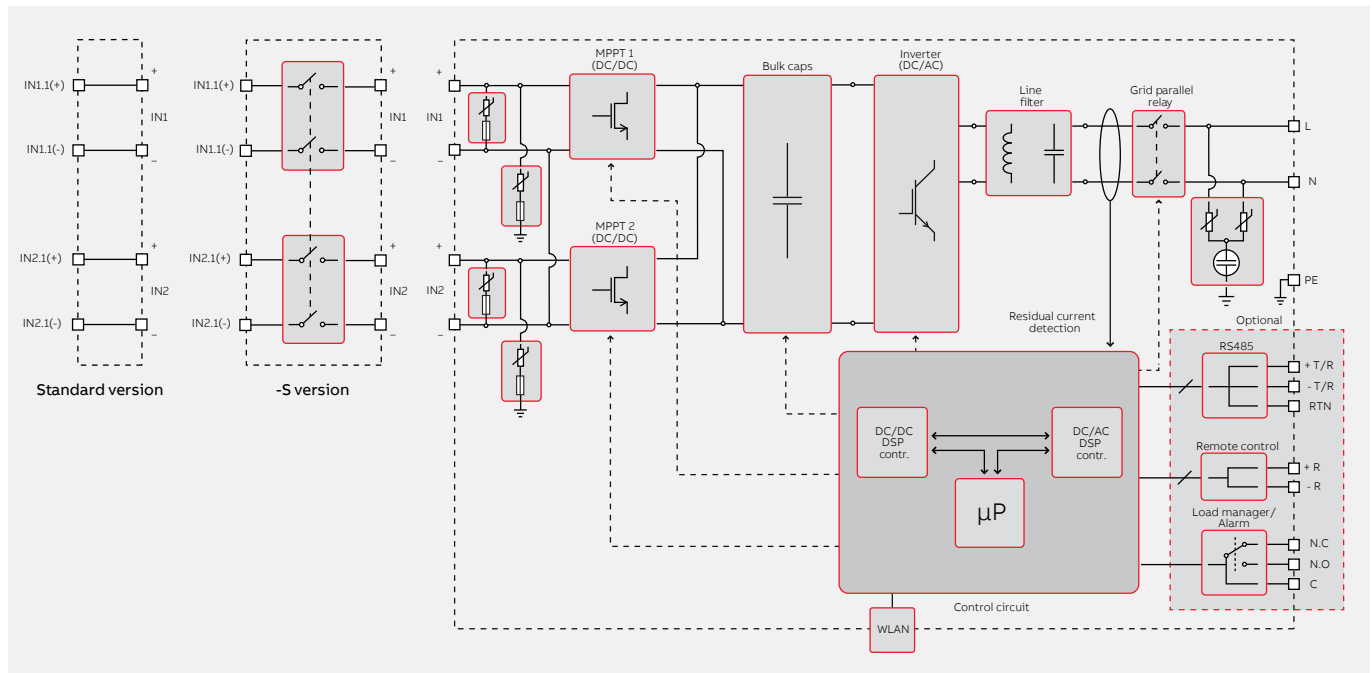 IN1.1(+)
+
IN1
IN1.1(-)
–
IN2.1(+)
+
IN2
IN2.1(-)
–
Standard version
IN1.1(+)
+
IN1
IN1.1(-)
–
IN2.1(+)
+
IN2
IN2.1(-)
–
-S version
+
IN1
–
+
IN2
–
MPPT 1
(DC/DC)
MPPT 2
(DC/DC)
Bulk caps
Inverter
(DC/AC)
Line
filter
Grid parallel
relay
L
N
PE
Residual current
detection
Optional
RS485
+ T/R
- T/R
RTN
Remote control
+ R
- R
Load manager/
Alarm
N.C
N.O
C
DC/DC
DSP
contr.
DC/AC
DSP
contr.
µP
Control circuit
WLAN